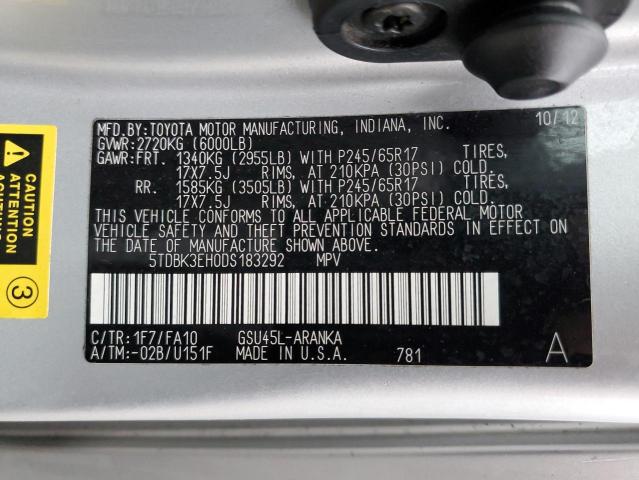 MFD.BY:TOYOTA MOTOR MANUFACTURING, INDIANA, INC. 10/12
GVWR:2720KG (6000LB)
GAWR:FRT. 1340KG (2955LB) WITH P245/65R17 TIRES,
17X7.5J RIMS, AT 210KPA (30PSI) COLD.
RR. 1585KG (3505LB) WITH P245/65R17 TIRES,
17X7.5J RIMS, AT 210KPA (30PSI) COLD.
THIS VEHICLE CONFORMS TO ALL APPLICABLE FEDERAL MOTOR
VEHICLE SAFETY AND THEFT PREVENTION STANDARDS IN EFFECT ON
THE DATE OF MANUFACTURE SHOWN ABOVE.
5TDBK3EH0DS183292 MPV
C/TR:1F7/FA10 GSU45L-ARANKA
A/TM:-02B/U151F MADE IN U.S.A. 781 A
CAUTION
ATTENTION
3